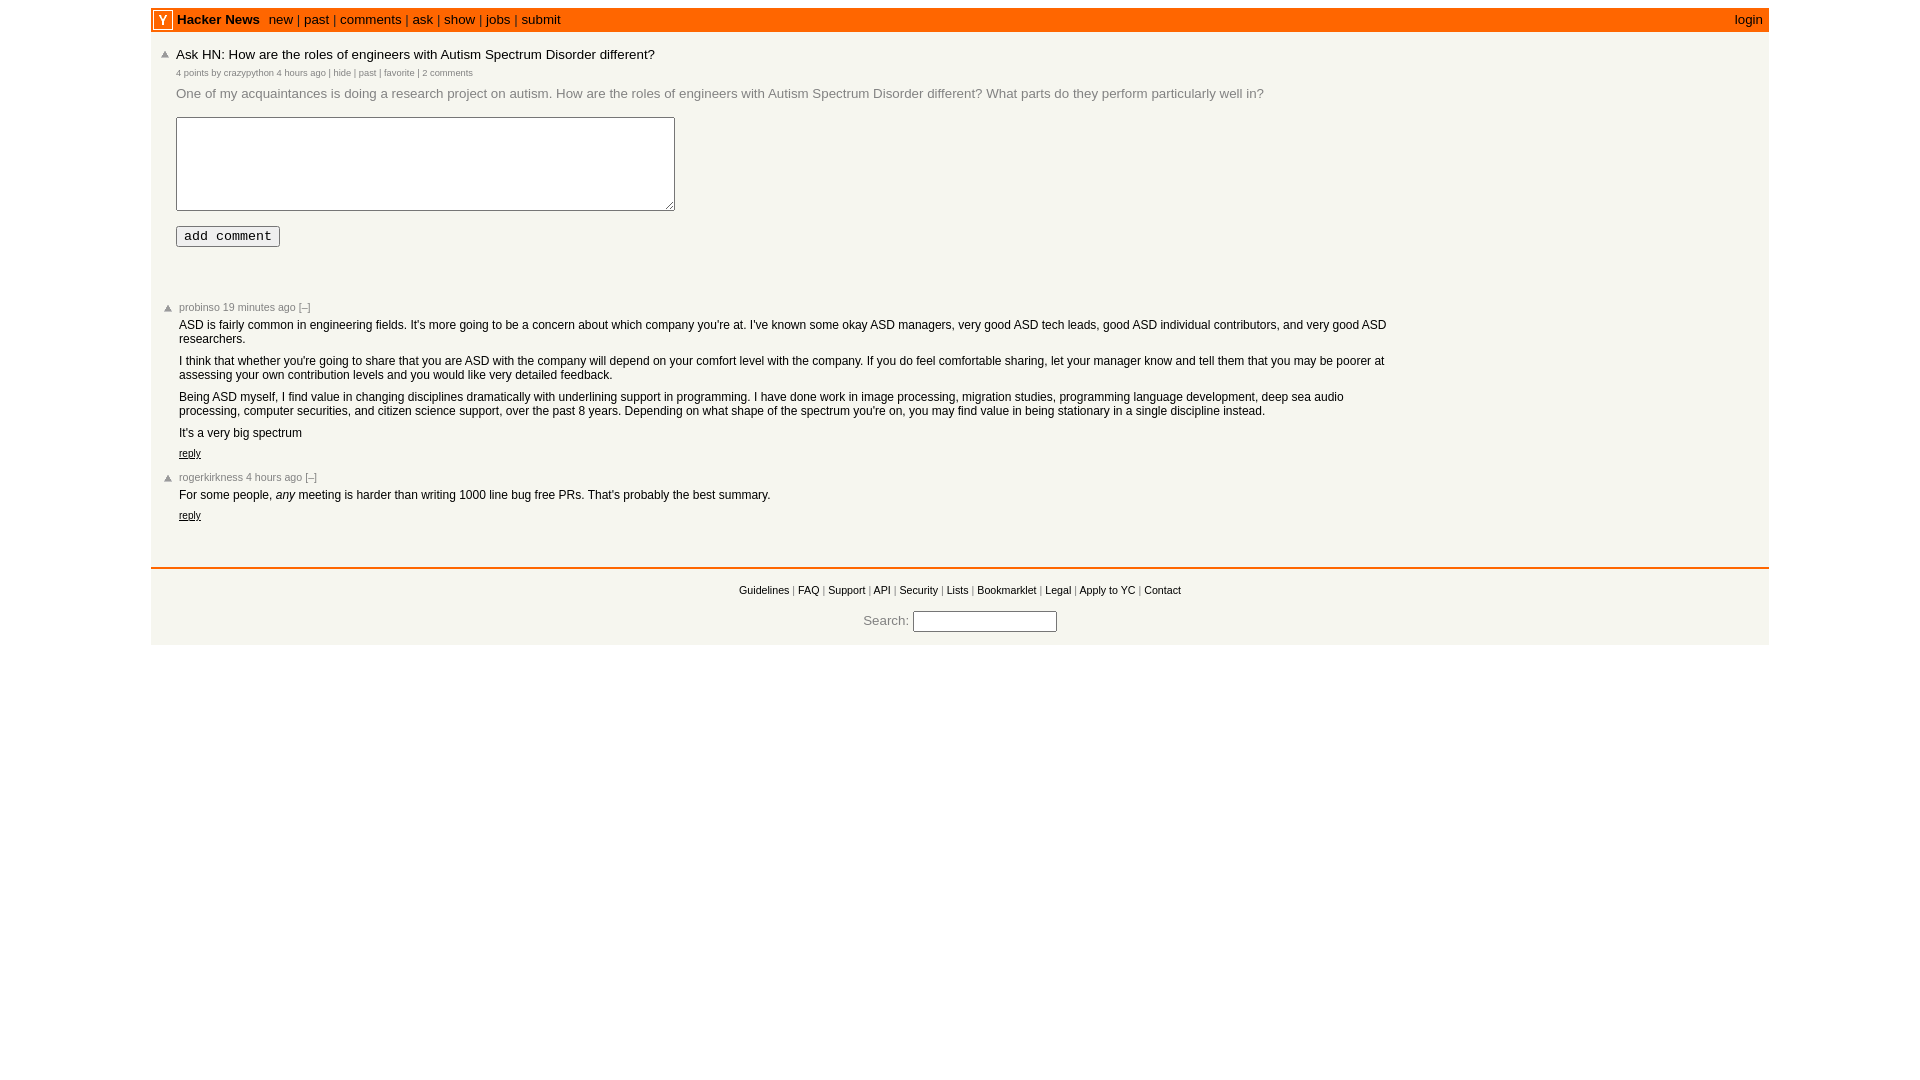 Y Hacker News new | past | comments | ask | show | jobs | submit login
Ask HN: How are the roles of engineers with Autism Spectrum Disorder different?
4 points by crazypython 4 hours ago | hide | past | favorite | 2 comments
One of my acquaintances is doing a research project on autism. How are the roles of engineers with Autism Spectrum Disorder different? What parts do they perform particularly well in?
add comment
probinso 19 minutes ago [–]
ASD is fairly common in engineering fields. It's more going to be a concern about which company you're at. I've known some okay ASD managers, very good ASD tech leads, good ASD individual contributors, and very good ASD
researchers.
I think that whether you're going to share that you are ASD with the company will depend on your comfort level with the company. If you do feel comfortable sharing, let your manager know and tell them that you may be poorer at
assessing your own contribution levels and you would like very detailed feedback.
Being ASD myself, I find value in changing disciplines dramatically with underlining support in programming. I have done work in image processing, migration studies, programming language development, deep sea audio
processing, computer securities, and citizen science support, over the past 8 years. Depending on what shape of the spectrum you're on, you may find value in being stationary in a single discipline instead.
It's a very big spectrum
reply
rogerkirkness 4 hours ago [–]
For some people, any meeting is harder than writing 1000 line bug free PRs. That's probably the best summary.
reply
Guidelines | FAQ | Support | API | Security | Lists | Bookmarklet | Legal | Apply to YC | Contact
Search: